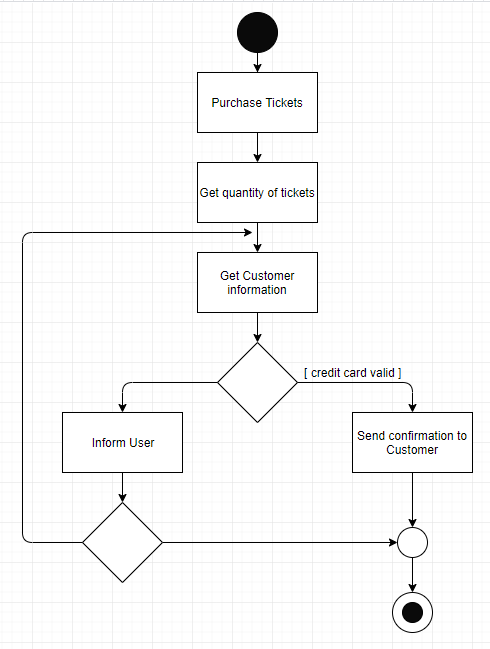 Purchase Tickets
Get quantity of tickets
Get Customer
information
[ credit card valid ]
Inform User
Send confirmation to
Customer